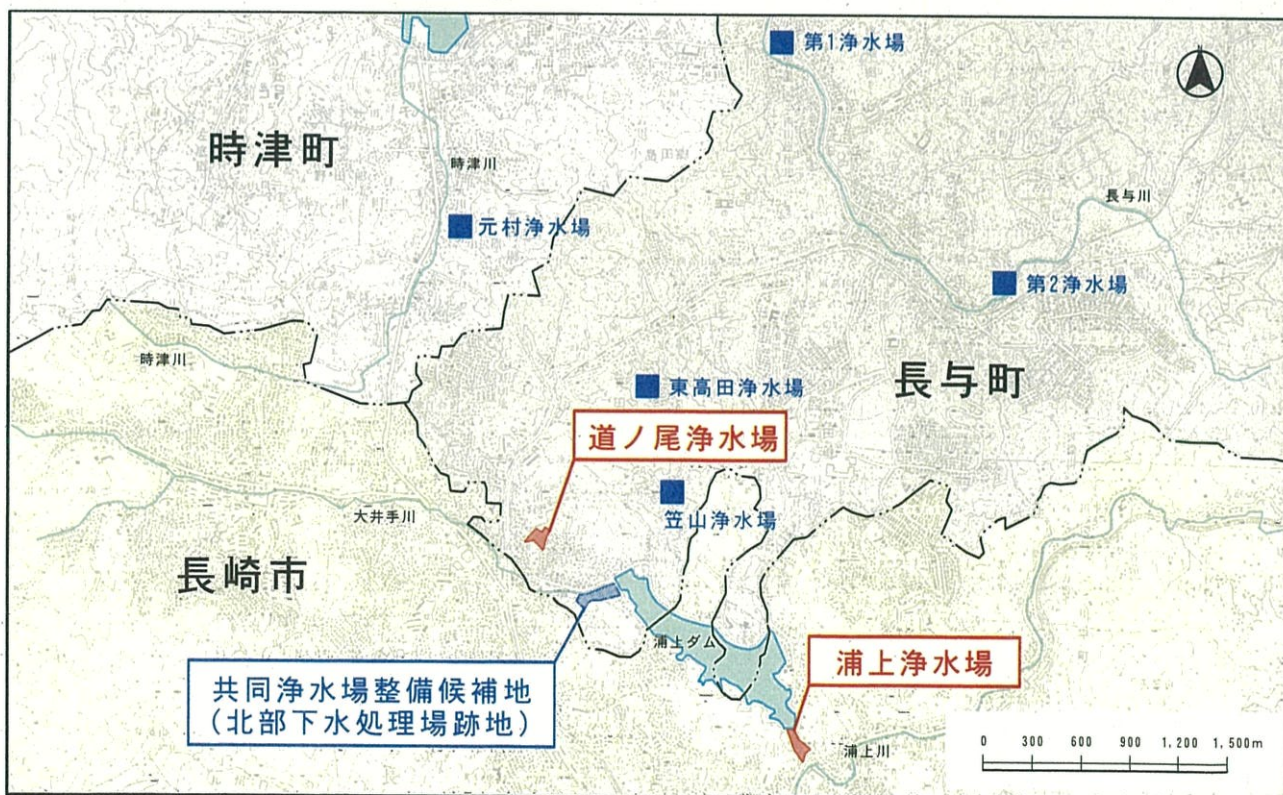 第1浄水場
時津町
時津川
小島田郷
元村浄水場
長与川
第2浄水場
時津川
東高田浄水場
長与町
道ノ尾浄水場
大井手川
笠山浄水場
長崎市
浦上ダム
浦上浄水場
共同浄水場整備候補地
(北部下水処理場跡地)
浦上川
0 300 600 900 1,200 1,500m